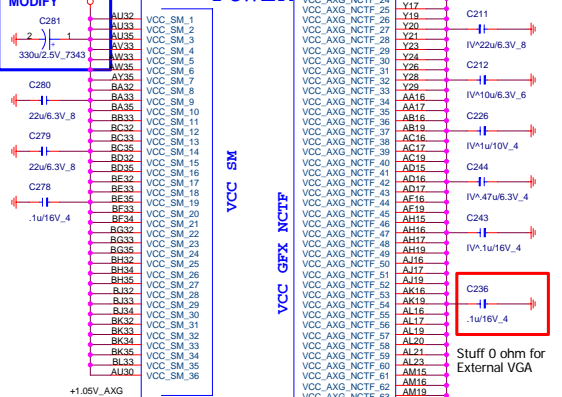 MODIFY
C281
2 1
+
330u/2.5V_7343
C280
22u/6.3V_8
C279
22u/6.3V_8
C278
.1u/16V_4
+1.05V_AXG
AU32
AU33
AU35
AV33
AW33
AW35
AY35
BA32
BA33
BA35
BB33
BC32
BC33
BC35
BD32
BD35
BE32
BE33
BE35
BF33
BF34
BG32
BG33
BG35
BH32
BH34
BH35
BJ32
BJ33
BJ34
BK32
BK33
BK34
BK35
BL33
AU30
VCC_SM_1
VCC_SM_2
VCC_SM_3
VCC_SM_4
VCC_SM_5
VCC_SM_6
VCC_SM_7
VCC_SM_8
VCC_SM_9
VCC_SM_10
VCC_SM_11
VCC_SM_12
VCC_SM_13
VCC_SM_14
VCC_SM_15
VCC_SM_16
VCC_SM_17
VCC_SM_18
VCC_SM_19
VCC_SM_20
VCC_SM_21
VCC_SM_22
VCC_SM_23
VCC_SM_24
VCC_SM_25
VCC_SM_26
VCC_SM_27
VCC_SM_28
VCC_SM_29
VCC_SM_30
VCC_SM_31
VCC_SM_32
VCC_SM_33
VCC_SM_34
VCC_SM_35
VCC_SM_36
VCC SM
VCC GFX NCTF
VCC_AXG_NCTF_25
VCC_AXG_NCTF_26
VCC_AXG_NCTF_27
VCC_AXG_NCTF_28
VCC_AXG_NCTF_29
VCC_AXG_NCTF_30
VCC_AXG_NCTF_31
VCC_AXG_NCTF_32
VCC_AXG_NCTF_33
VCC_AXG_NCTF_34
VCC_AXG_NCTF_35
VCC_AXG_NCTF_36
VCC_AXG_NCTF_37
VCC_AXG_NCTF_38
VCC_AXG_NCTF_39
VCC_AXG_NCTF_40
VCC_AXG_NCTF_41
VCC_AXG_NCTF_42
VCC_AXG_NCTF_43
VCC_AXG_NCTF_44
VCC_AXG_NCTF_45
VCC_AXG_NCTF_46
VCC_AXG_NCTF_47
VCC_AXG_NCTF_48
VCC_AXG_NCTF_49
VCC_AXG_NCTF_50
VCC_AXG_NCTF_51
VCC_AXG_NCTF_52
VCC_AXG_NCTF_53
VCC_AXG_NCTF_54
VCC_AXG_NCTF_55
VCC_AXG_NCTF_56
VCC_AXG_NCTF_57
VCC_AXG_NCTF_58
VCC_AXG_NCTF_59
VCC_AXG_NCTF_60
VCC_AXG_NCTF_61
VCC_AXG_NCTF_62
Y17
Y19
Y20
Y21
Y23
Y24
Y26
Y28
Y29
AA16
AA17
AB16
AB19
AC16
AC17
AC19
AD15
AD16
AD17
AF16
AF19
AH15
AH16
AH17
AH19
AJ16
AJ17
AJ19
AK16
AK19
AL16
AL17
AL19
AL20
AL21
AL23
AM15
AM16
AM19
C211
IV^22u/6.3V_8
C212
IV^10u/6.3V_6
C226
IV^1u/10V_4
C244
IV^.47u/6.3V_4
C243
IV^.1u/16V_4
C236
.1u/16V_4
Stuff 0 ohm for
External VGA